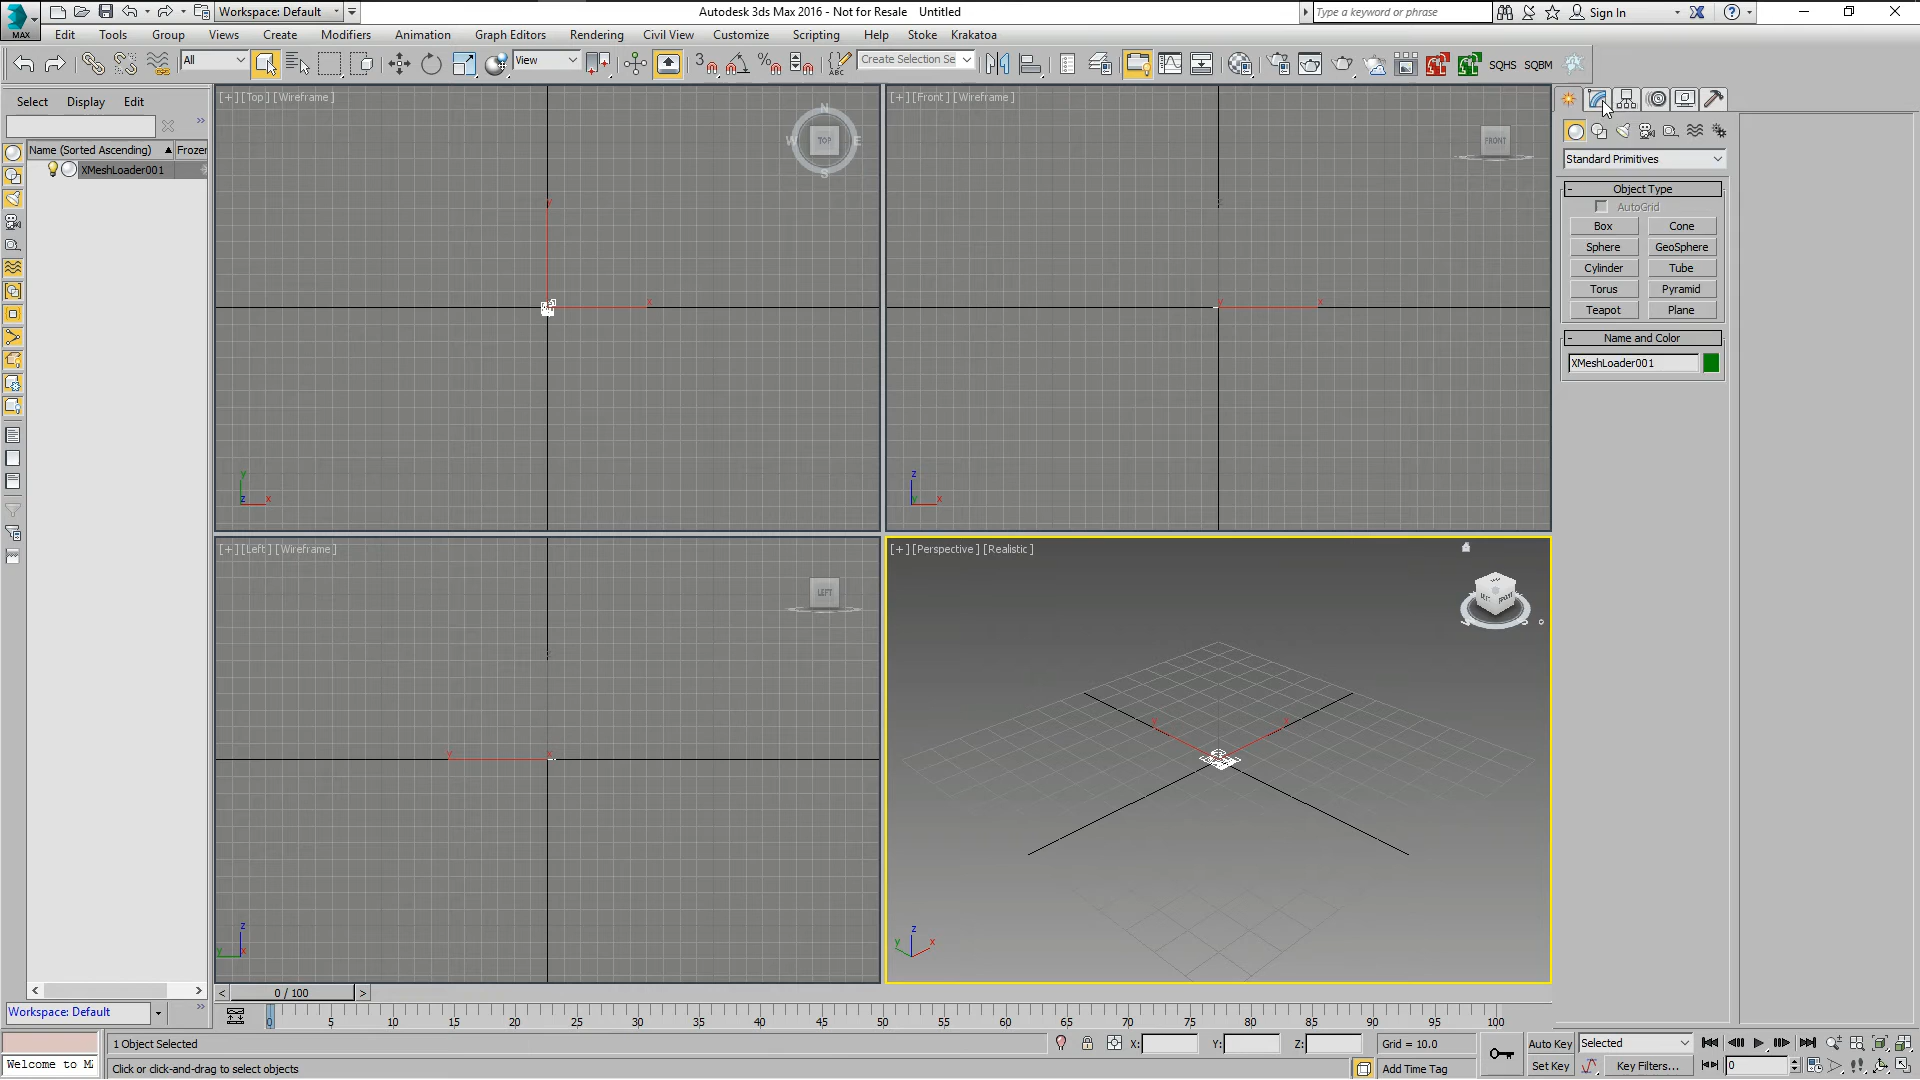 Workspace: Default
Autodesk 3ds Max 2016 - Not for Resale Untitled
Type a keyword or phrase
Sign In
MAX
Edit Tools Group Views Create Modifiers Animation Graph Editors Rendering Civil View Customize Scripting Help Stoke Krakatoa
All
View
3
ABC
Create Selection Se
SQHS SQBM
Select Display Edit
Name (Sorted Ascending) Frozen
XMeshLoader001
[+] [Top] [Wireframe]
N
W TOP E
S
y
x
y
z x
[+] [Front] [Wireframe]
FRONT
z
y x
z
y x
[+] [Left] [Wireframe]
LEFT
z
y x
z
y x
[+] [Perspective] [Realistic]
LEFT FRONT
z
y x
Standard Primitives
- Object Type
AutoGrid
Box Cone
Sphere GeoSphere
Cylinder Tube
Torus Pyramid
Teapot Plane
- Name and Color
XMeshLoader001
< 0 / 100 >
Workspace: Default
0 5 10 15 20 25 30 35 40 45 50 55 60 65 70 75 80 85 90 95 100
1 Object Selected
X: Y: Z:
Grid = 10.0
Auto Key Selected
Welcome to M
Click or click-and-drag to select objects
Add Time Tag
Set Key Key Filters...
0